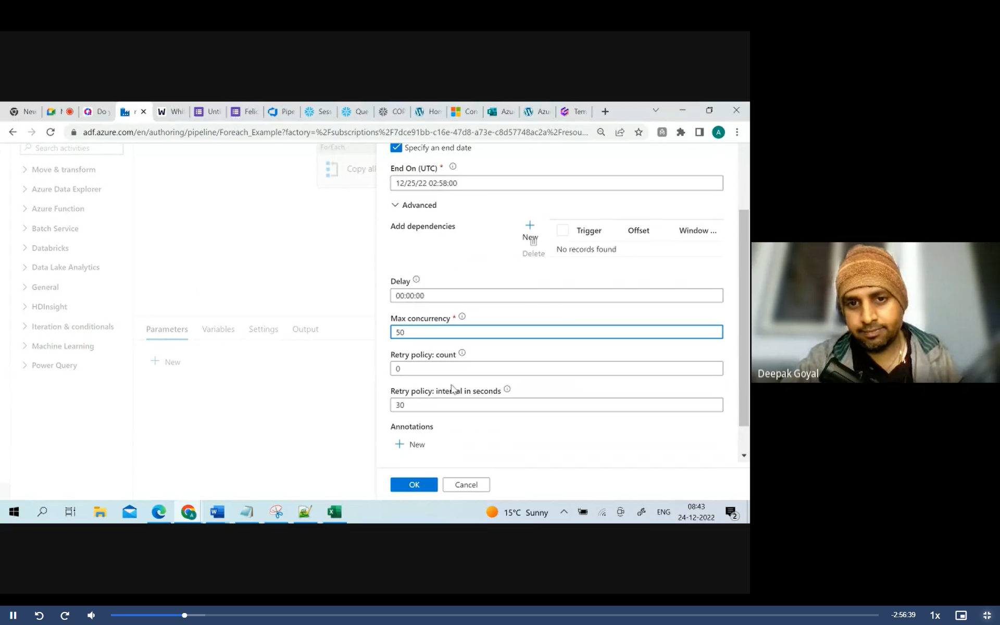 New
Do y
r
Whi
Unti
Felic
Pipe
Sess
Que
COP
Hon
Con
Azu
Azu
Tem
adf.azure.com/en/authoring/pipeline/Foreach_Example?factory=%2Fsubscriptions%2F7dce91bb-c16e-47d8-a73e-c8d57748ac2a%2Fresou...
A
Search activities
Move & transform
Azure Data Explorer
Azure Function
Batch Service
Databricks
Data Lake Analytics
General
HDInsight
Iteration & conditionals
Machine Learning
Power Query
ForEach
Copy all
Parameters Variables Settings Output
New
Specify an end date
End On (UTC) *
12/25/22 02:58:00
Advanced
Add dependencies
New
Delete
Trigger Offset Window ...
No records found
Delay
00:00:00
Max concurrency *
50
Retry policy: count
0
Retry policy: interval in seconds
30
Annotations
New
OK Cancel
15°C Sunny
ENG
08:43
24-12-2022
2
Deepak Goyal
-2:56:39
1x